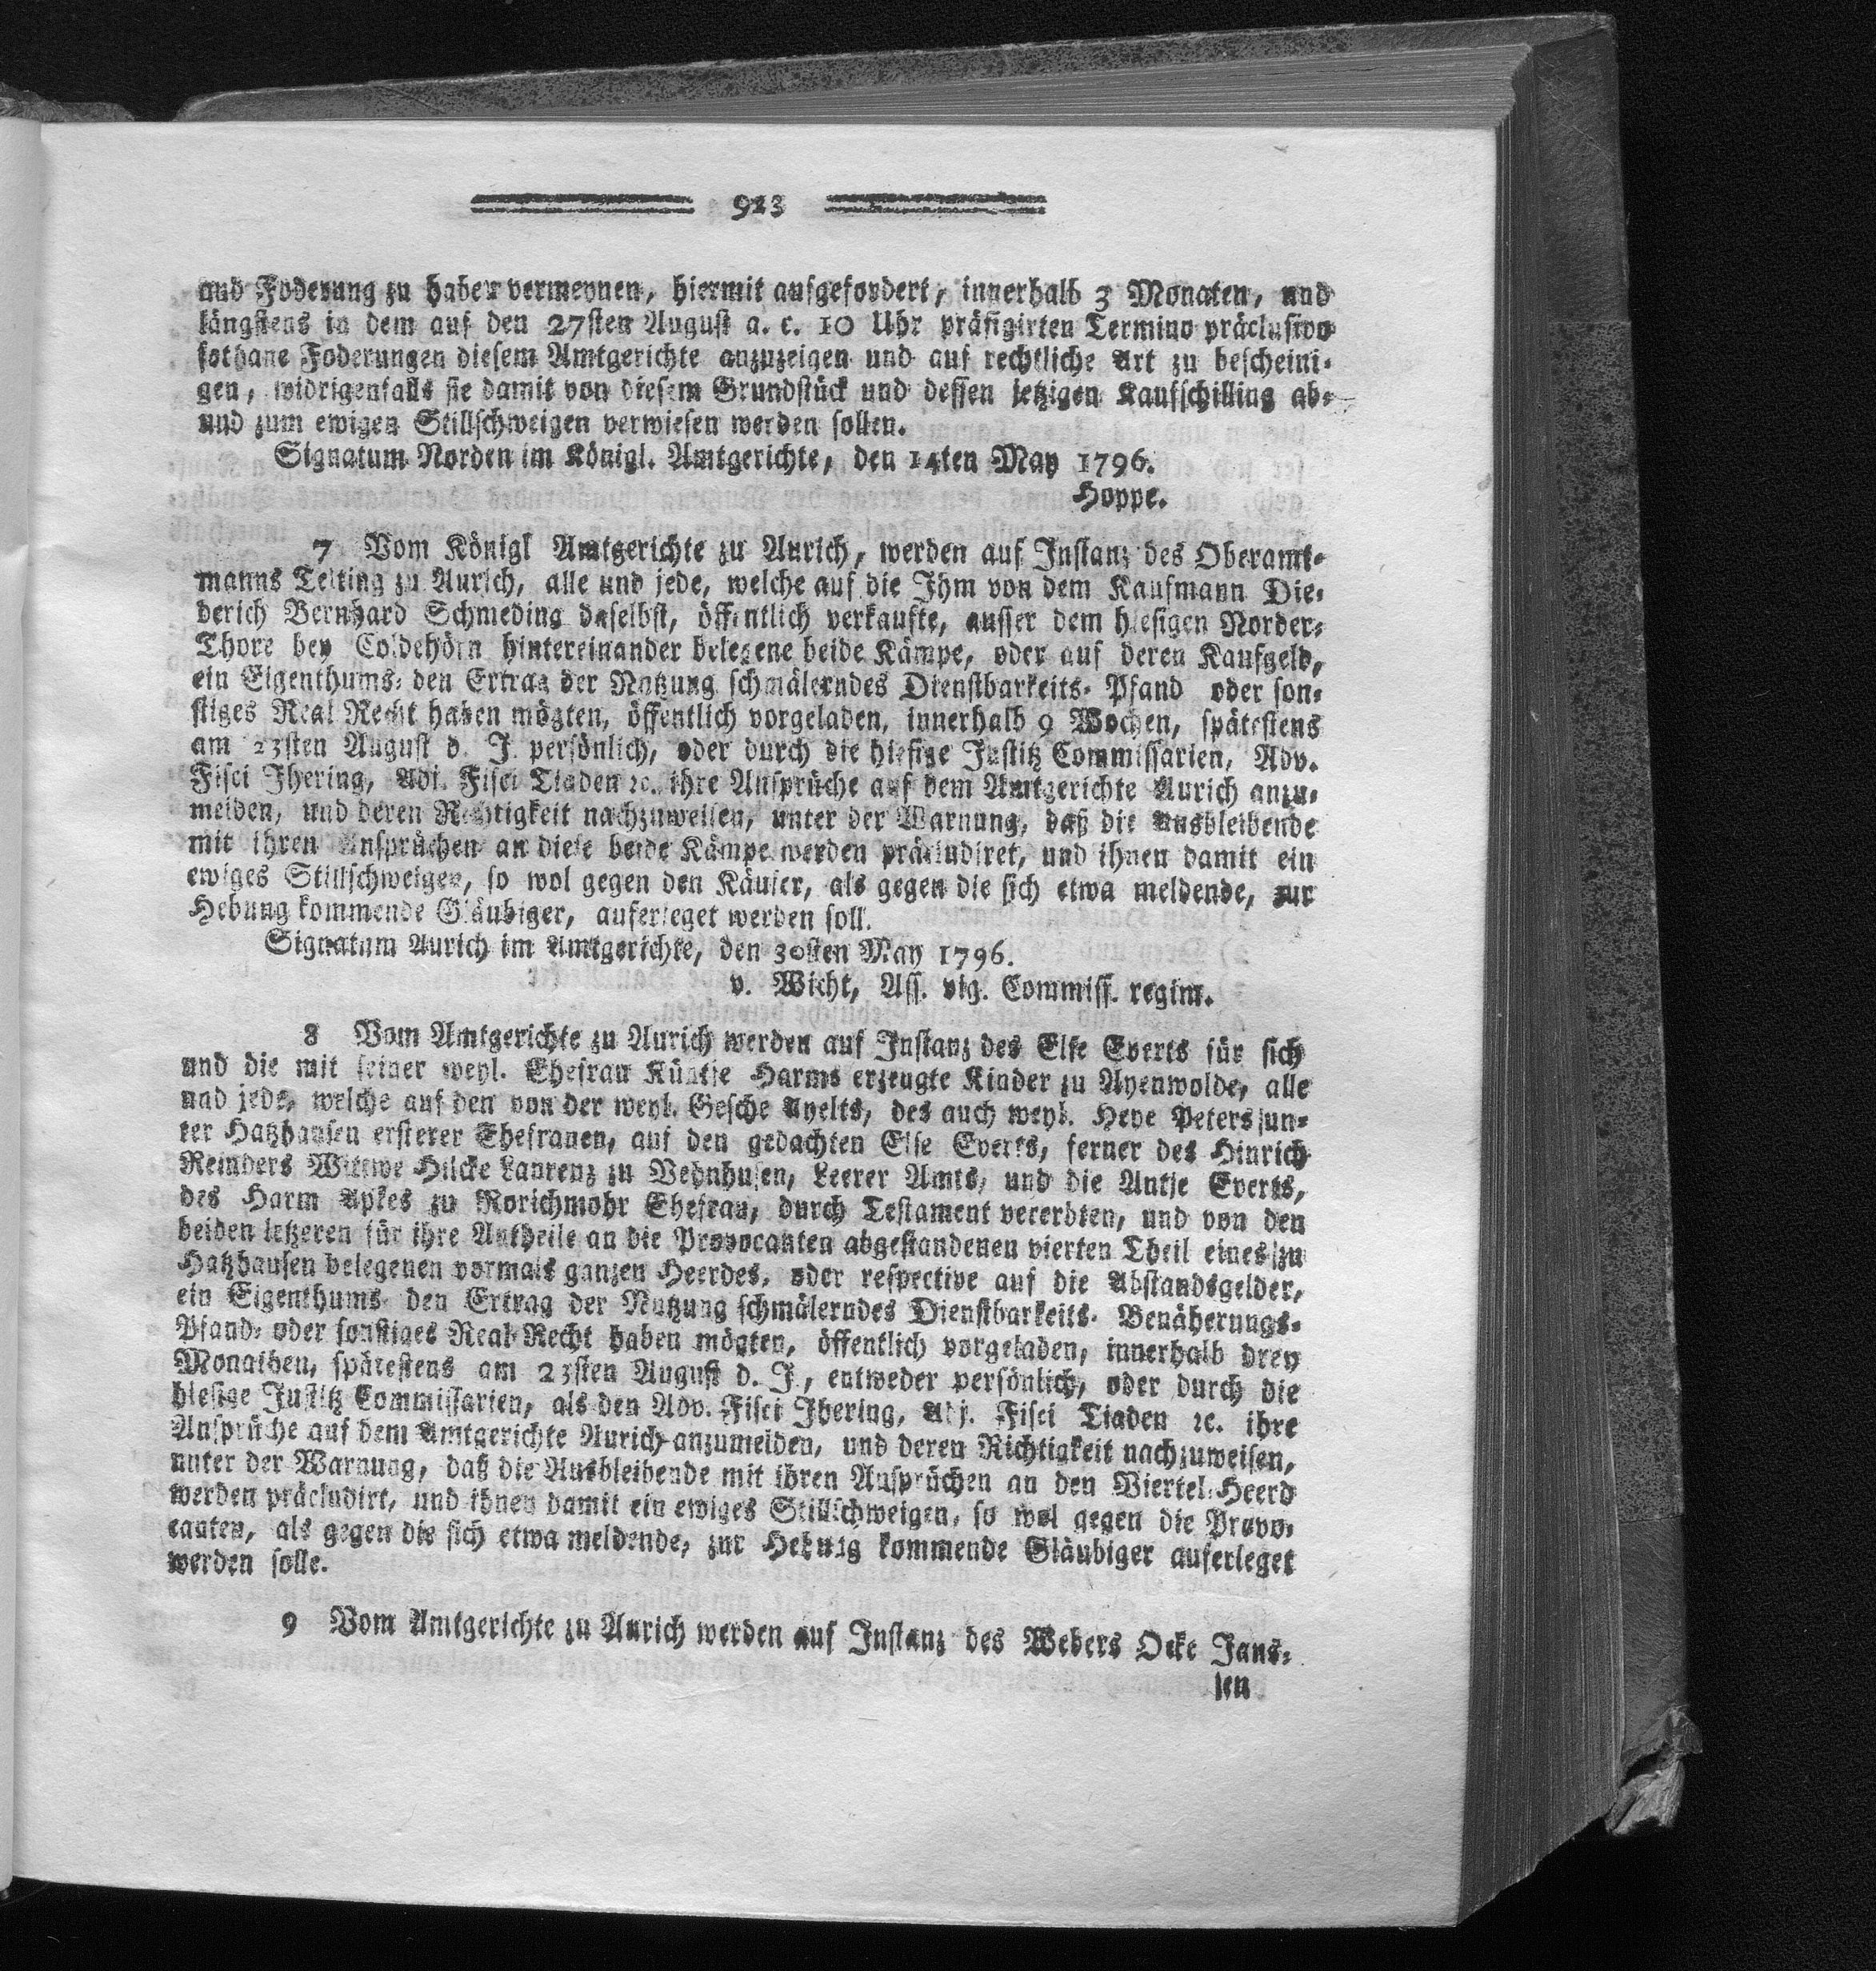 923
und Foderung zu haben vermeynen, hiermit aufgefordert, innerhalb 3 Monaten, und
längstens in dem auf den 27sten August a. c. 10 Uhr präfigirten Termino präclusivo
sothane Foderungen diesem Amtgerichte anzuzeigen und auf rechtliche Art zu bescheini-
gen, widrigenfalls sie damit von diesem Grundstück und dessen jetzigen Kaufschilling ab-
und zum ewigen Stillschweigen verwiesen werden sollen.
Signatum Norden im Königl. Amtgerichte, den 14ten May 1796.
Hoppe.
7 Vom Königl Amtgerichte zu Aurich, werden auf Instanz des Oberamt-
manns Telting zu Aurich, alle und jede, welche auf die Ihm von dem Kaufmann Die-
derich Bernhard Schmeding daselbst, öffentlich verkaufte, ausser dem hiesigen Norder-
Thore bey Coldehörn hintereinander belegene beide Kämpe, oder auf deren Kaufgeld,
ein Eigenthums- den Ertrag der Nutzung schmälerndes Dienstbarkeits- Pfand oder son-
stiges Real Recht haben mögten, öffentlich vorgeladen, innerhalb 9 Wochen, spätestens
am 23sten August d. J. persönlich, oder durch die hiesige Justitz Commissarien, Adv.
Fisci Ihering, Adj. Fisci Tiaden ꝛc. ihre Ansprüche auf dem Amtgerichte Aurich anzu-
melden, und deren Richtigkeit nachzuweisen, unter der Warnung, daß die Ausbleibende
mit ihren Ansprüchen an diese beide Kämpe werden präcludiret, und ihnen damit ein
ewiges Stillschweigen, so wol gegen den Käufer, als gegen die sich etwa meldende, zur
Hebung kommende Gläubiger, auferleget werden soll.
Signatum Aurich im Amtgerichte, den 30sten May 1796.
v. Wicht, Ass. vig. Commiss. regim.
8 Vom Amtgerichte zu Aurich werden auf Instanz des Else Everts für sich
und die mit seiner weyl. Ehefrau Küntje Harms erzeugte Kinder zu Ayenwolde, alle
und jede, welche auf den von der weyl. Gesche Ayelts, des auch weyl. Heye Peters jun-
ter Hatzhausen ersterer Ehefrauen, auf den gedachten Else Everts, ferner des Hinrich
Reinders Wittwe Hilcke Laurenz zu Vehnhusen, Leerer Amts, und die Antje Everts,
des Harm Apkes zu Rorichmohr Ehefrau, durch Testament vererbten, und von den
beiden letzeren für ihre Antheile an die Provocanten abgestandenen vierten Theil eines zu
Hatzhausen belegenen vormals ganzen Heerdes, oder respective auf die Abstandsgelder,
ein Eigenthums- den Ertrag der Nutzung schmälerndes Dienstbarkeits- Benäherungs-
Pfand- oder sonstiges Real-Recht haben mögten, öffentlich vorgeladen, innerhalb drey
Monathen, spätestens am 23sten August d. J., entweder persönlich, oder durch die
hiesige Justitz Commissarien, als den Adv. Fisci Ihering, Adj. Fisci Tiaden ꝛc. ihre
Ansprüche auf dem Amtgerichte Aurich anzumelden, und deren Richtigkeit nachzuweisen,
unter der Warnung, daß die Ausbleibende mit ihren Ansprüchen an den Viertel-Heerd
werden präcludirt, und ihnen damit ein ewiges Stillschweigen, so wol gegen die Provo-
canten, als gegen die sich etwa meldende, zur Hebung kommende Gläubiger auferleget
werden solle.
9 Vom Amtgerichte zu Aurich werden auf Instanz des Webers Ocke Jans-
sen